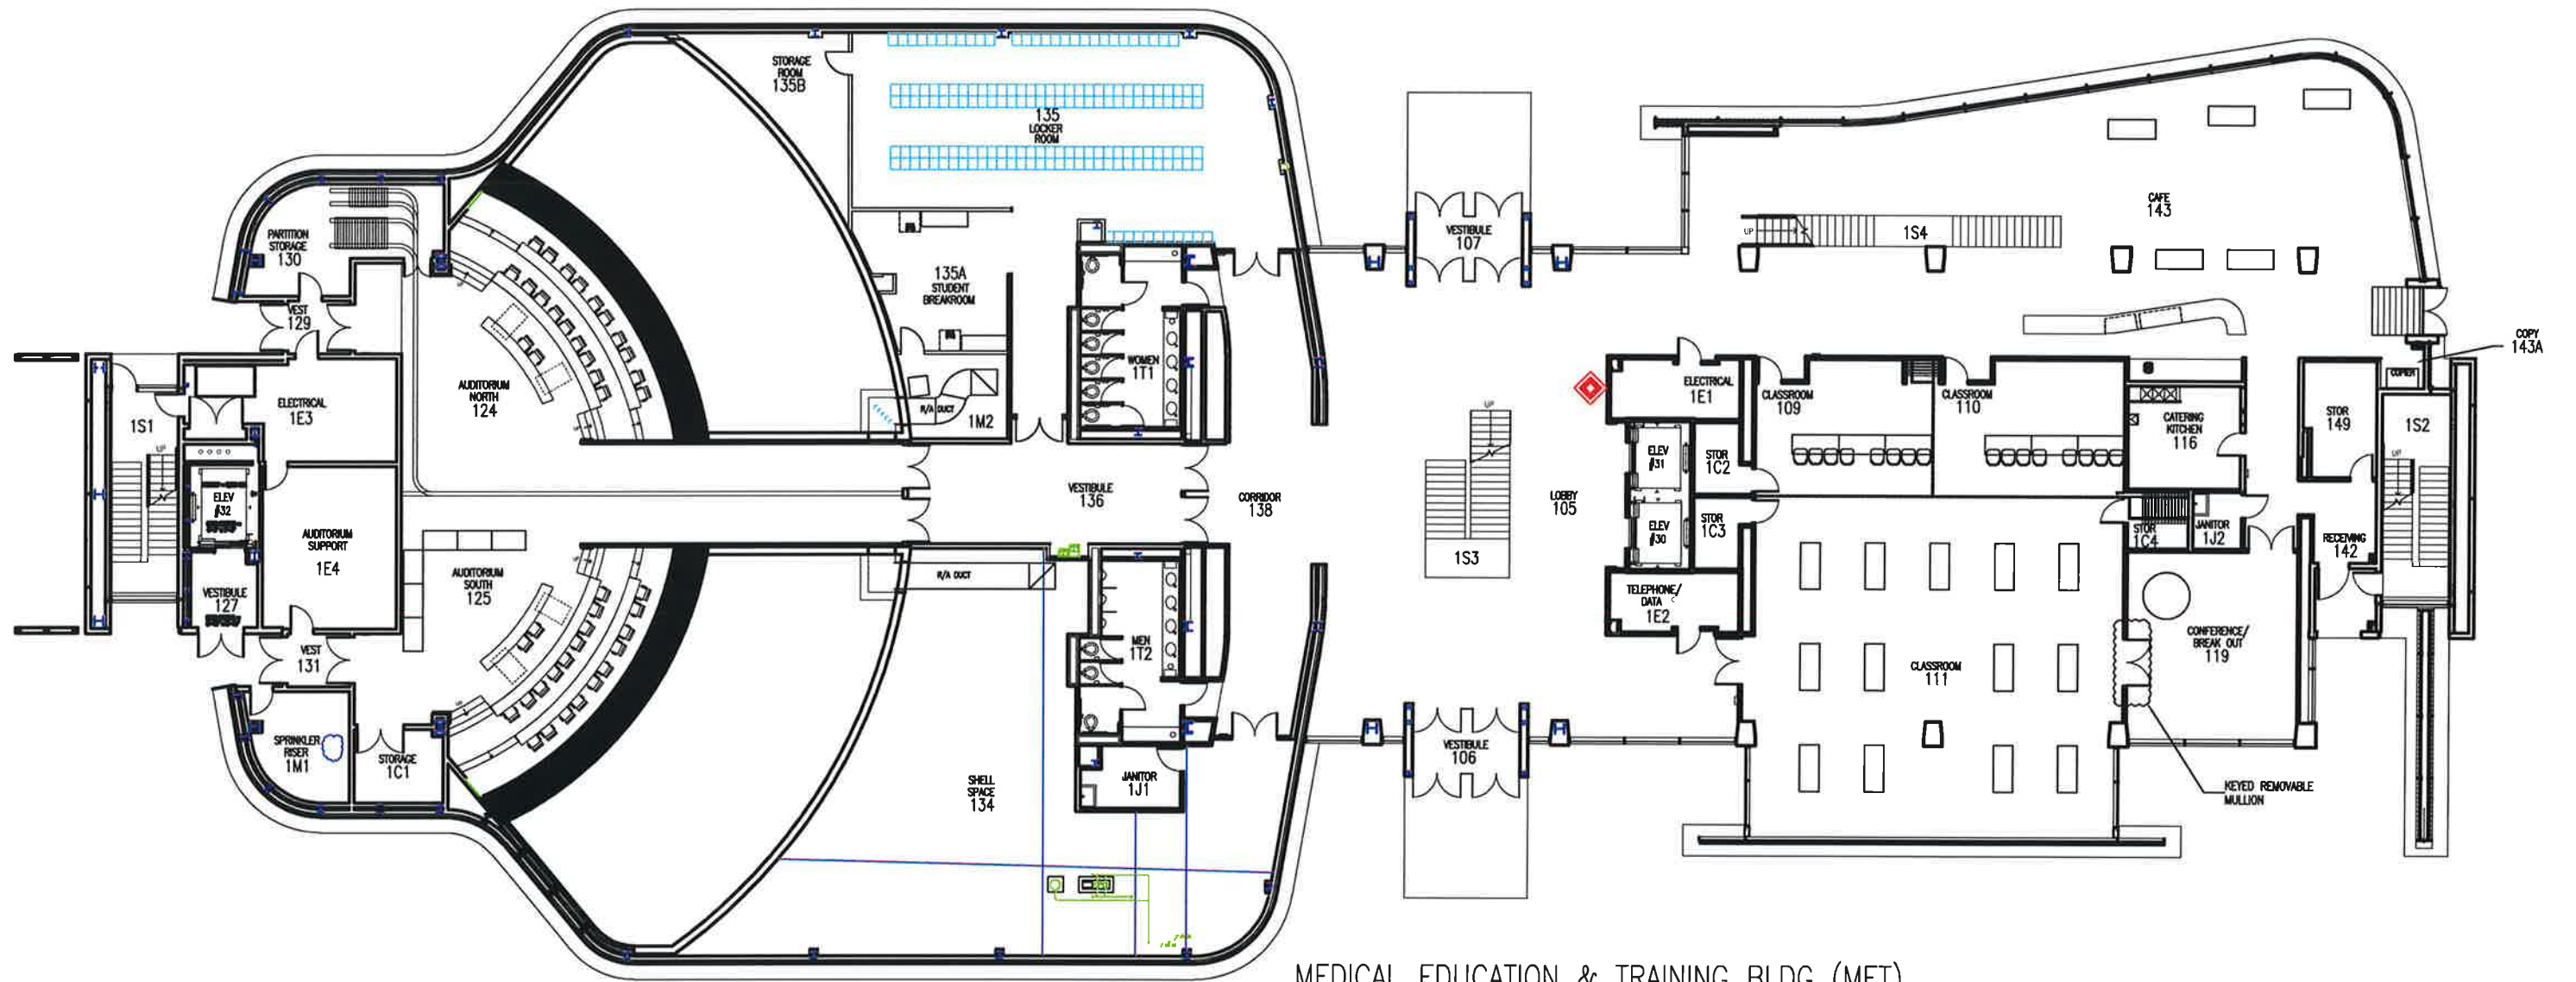 STORAGE
ROOM
135B
135
LOCKER
ROOM
PARTITION
STORAGE
130
VEST
129
135A
STUDENT
BREAKROOM
VESTIBULE
107
UP
1S4
CAFE
143
COPY
143A
1S1
UP
ELECTRICAL
1E3
AUDITORIUM
NORTH
124
R/A DUCT
1M2
WOMEN
1T1
ELECTRICAL
1E1
CLASSROOM
109
CLASSROOM
110
CATERING
KITCHEN
116
STOR
149
COPIER
1S2
UP
ELEV
#32
AUDITORIUM
SUPPORT
1E4
VESTIBULE
136
CORRIDOR
138
UP
1S3
LOBBY
105
ELEV
#31
STOR
1C2
ELEV
#30
STOR
1C3
STOR
1C4
JANITOR
1J2
RECEIVING
142
VESTIBULE
127
AUDITORIUM
SOUTH
125
R/A DUCT
TELEPHONE/
DATA
1E2
VEST
131
MEN
1T2
CLASSROOM
111
CONFERENCE/
BREAK OUT
119
SPRINKLER
RISER
1M1
STORAGE
1C1
SHELL
SPACE
134
JANITOR
1J1
VESTIBULE
106
KEYED REMOVABLE
MULLION
MEDICAL EDUCATION & TRAINING BLDG (MET)